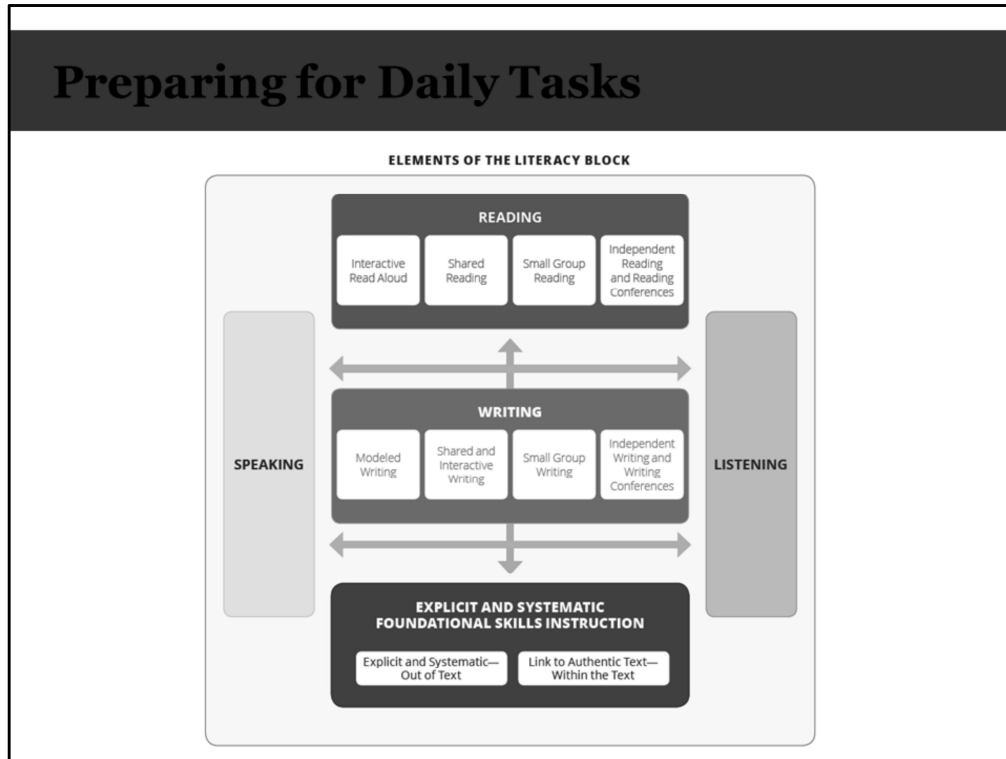 Preparing for Daily Tasks
ELEMENTS OF THE LITERACY BLOCK
READING
Interactive
Read Aloud
Shared
Reading
Small Group
Reading
Independent
Reading
and Reading
Conferences
SPEAKING
WRITING
Modeled
Writing
Shared and
Interactive
Writing
Small Group
Writing
Independent
Writing and
Writing
Conferences
LISTENING
EXPLICIT AND SYSTEMATIC
FOUNDATIONAL SKILLS INSTRUCTION
Explicit and Systematic—
Out of Text
Link to Authentic Text—
Within the Text